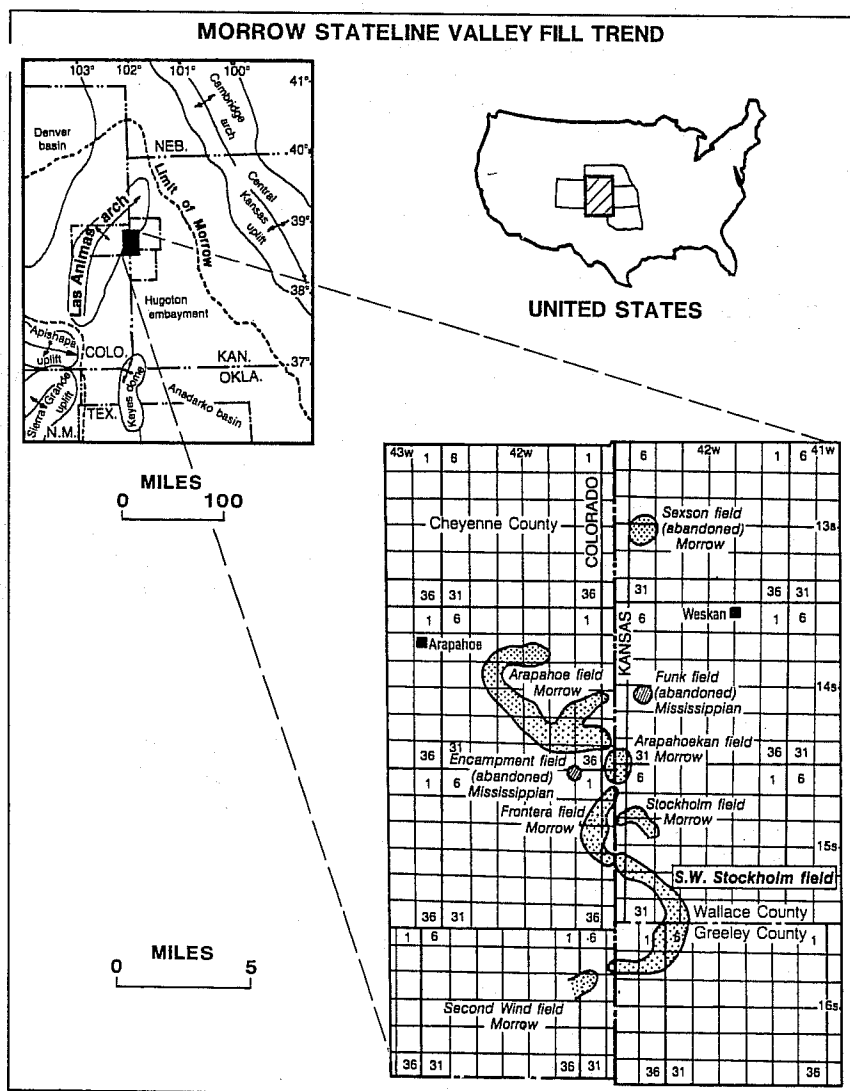 MORROW STATELINE VALLEY FILL TREND
103° 102° 101° 100°
41°
40°
39°
38°
37°
Denver
basin
NEB.
Cambridge
arch
Central
Kansas
uplift
Limit of Morrow
Las Animas arch
Hugoton
embayment
Apishapa
uplift
COLO.
KAN.
OKLA.
Sierra Grande
uplift
Keyes dome
Anadarko basin
TEX.
N.M.
UNITED STATES
MILES
0 100
MILES
0 5
43w 1 6 42w 1 6 42w 1 6 41w
COLORADO
KANSAS
Cheyenne County
Sexson field
(abandoned)
Morrow
13s
36 31 36 31 36 31
1 6 1 6 1 6
Weskan
Arapahoe
Arapahoe field
Morrow
Funk field
(abandoned)
Mississippian
14s
Arapahoekan field
Morrow
36 31 36 31 36 31
1 6 1 6 1 6
Encampment field
(abandoned)
Mississippian
Frontera field
Morrow
Stockholm field
Morrow
15s
S.W. Stockholm field
36 31 36 31
Wallace County
Greeley County
1 6 1 6 1 6 1
Second Wind field
Morrow
16s
36 31 36 31 36 31 36